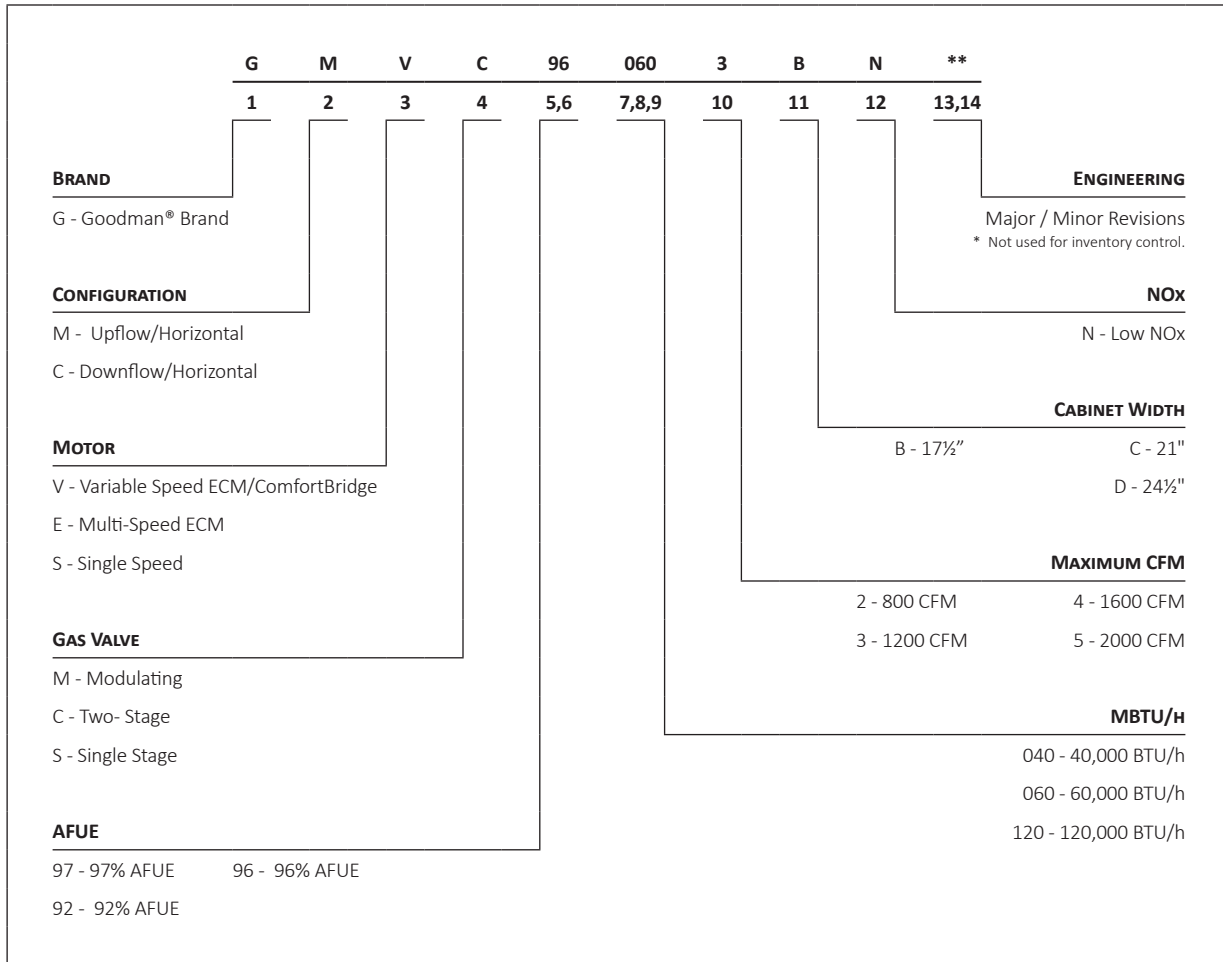 G M V C 96 060 3 B N **
1 2 3 4 5,6 7,8,9 10 11 12 13,14
BRAND
G - Goodman® Brand
CONFIGURATION
M - Upflow/Horizontal
C - Downflow/Horizontal
MOTOR
V - Variable Speed ECM/ComfortBridge
E - Multi-Speed ECM
S - Single Speed
GAS VALVE
M - Modulating
C - Two- Stage
S - Single Stage
AFUE
97 - 97% AFUE 96 - 96% AFUE
92 - 92% AFUE
ENGINEERING
Major / Minor Revisions
* Not used for inventory control.
NOx
N - Low NOx
CABINET WIDTH
B - 17½” C - 21"
D - 24½"
MAXIMUM CFM
2 - 800 CFM 4 - 1600 CFM
3 - 1200 CFM 5 - 2000 CFM
MBTU/H
040 - 40,000 BTU/h
060 - 60,000 BTU/h
120 - 120,000 BTU/h